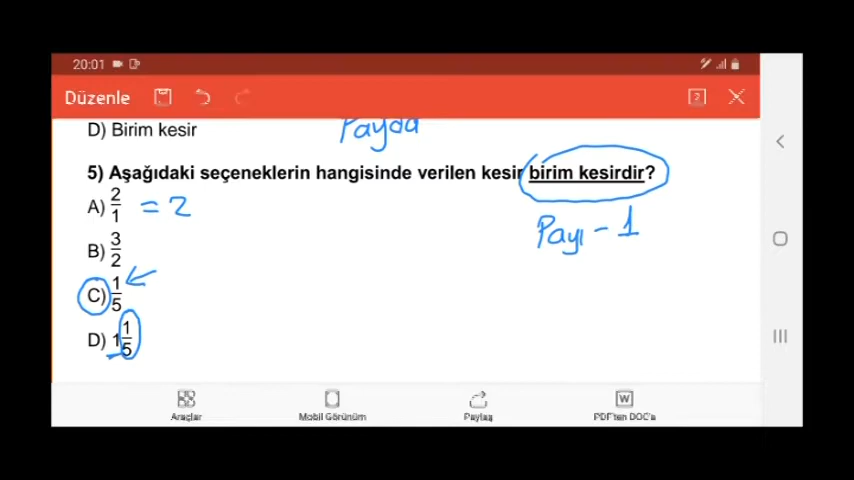 20:01
Düzenle
2
D) Birim kesir
Payda
5) Aşağıdaki seçeneklerin hangisinde verilen kesir birim kesirdir?
A) 2/1 = 2
Payı - 1
B) 3/2
C) 1/5
D) 1 1/5
Araçlar
Mobil Görünüm
Paylaş
PDF'ten DOC'a